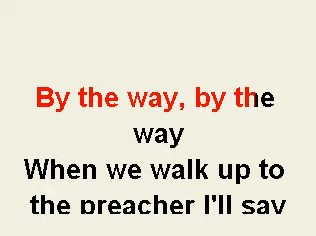 By the way, by the
way
When we walk up to
the preacher I'll say